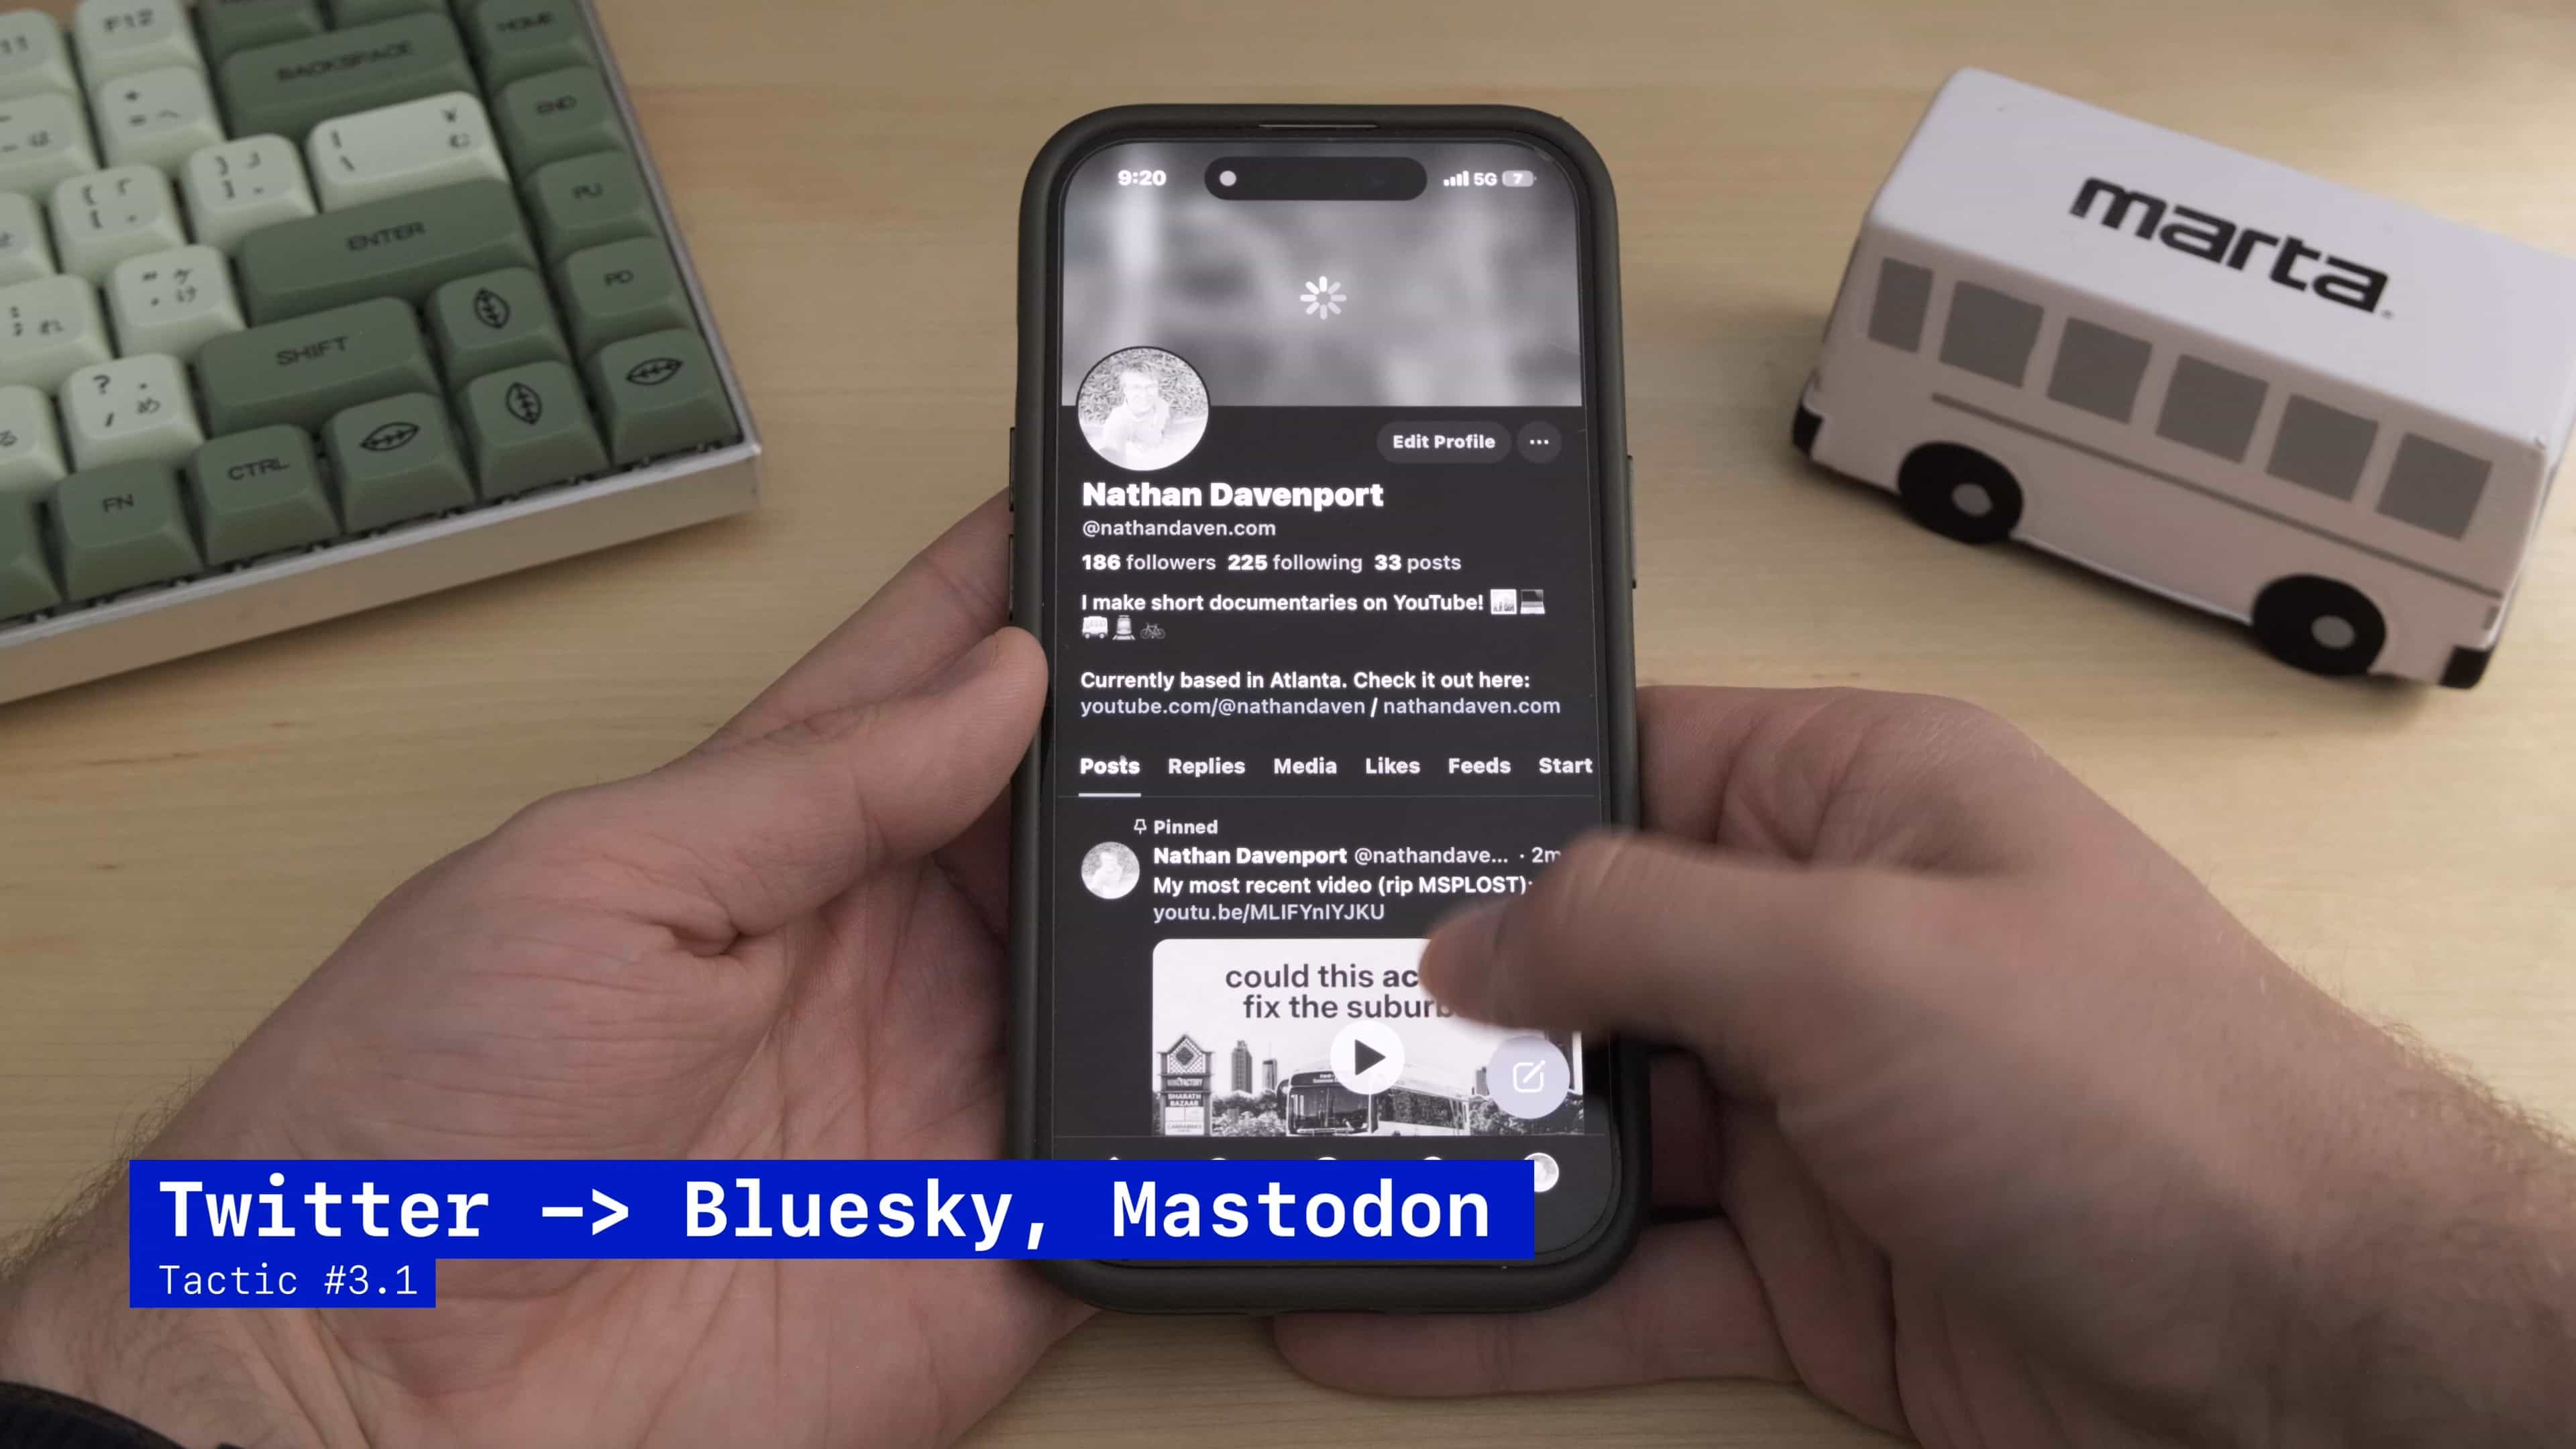 F12
BACKSPACE
HOME
END
ENTER
PU
PD
SHIFT
CTRL
FN
marta
9:20
5G 7
Edit Profile
Nathan Davenport
@nathandaven.com
186 followers 225 following 33 posts
I make short documentaries on YouTube!
Currently based in Atlanta. Check it out here:
youtube.com/@nathandaven / nathandaven.com
Posts Replies Media Likes Feeds Start
Pinned
Nathan Davenport @nathandave... · 2m
My most recent video (rip MSPLOST):
youtu.be/MLIFYnIYJKU
could this
fix the
BHARATH
BAZAAR
Twitter —> Bluesky, Mastodon
Tactic #3.1